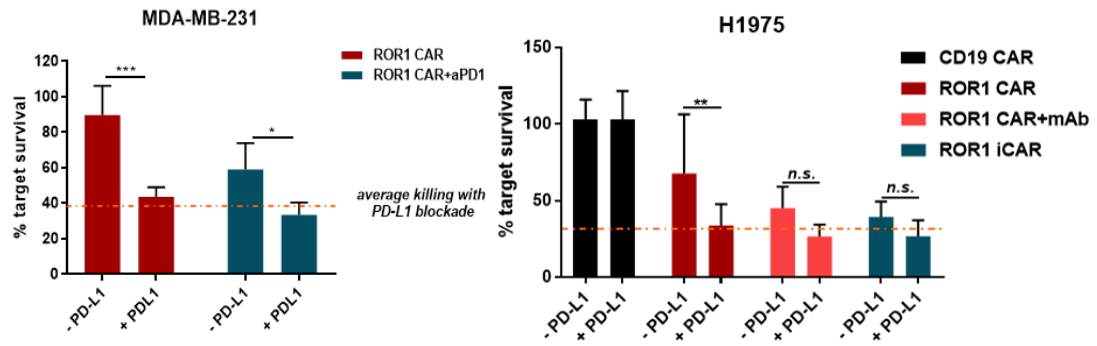 MDA-MB-231
% target survival
120
100
80
60
40
20
0
***
*
ROR1 CAR
ROR1 CAR+aPD1
- PD-L1
+ PDL1
- PD-L1
+ PDL1
average killing with
PD-L1 blockade
H1975
% target survival
150
100
50
0
**
n.s.
n.s.
CD19 CAR
ROR1 CAR
ROR1 CAR+mAb
ROR1 iCAR
- PD-L1
+ PD-L1
- PD-L1
+ PD-L1
- PD-L1
+ PD-L1
- PD-L1
+ PD-L1